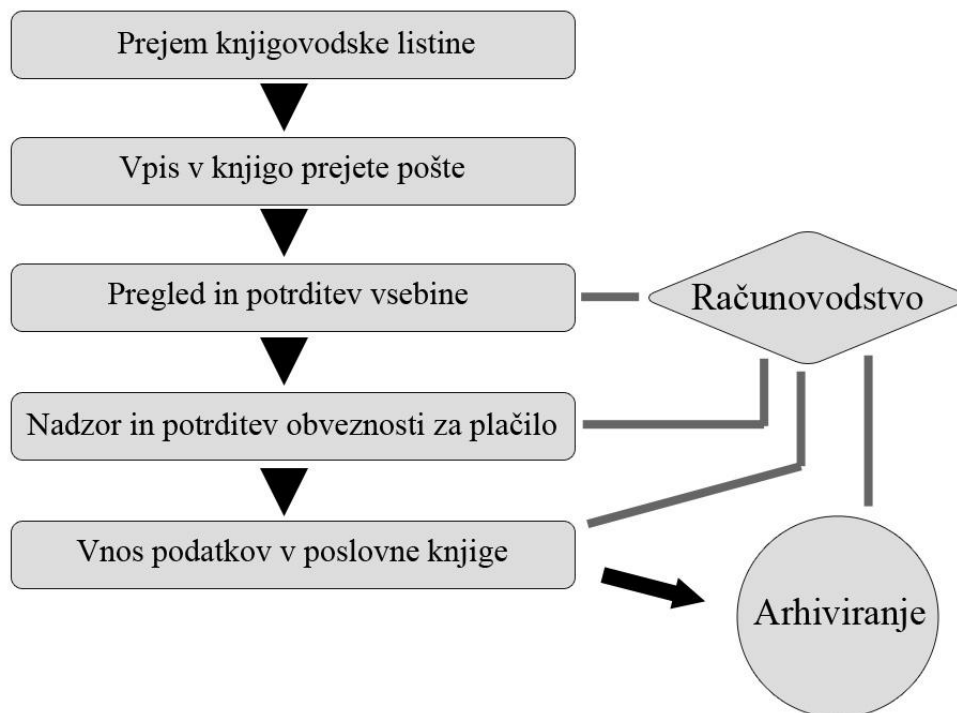 Prejem knjigovodske listine
Vpis v knjigo prejete pošte
Pregled in potrditev vsebine
Računovodstvo
Nadzor in potrditev obveznosti za plačilo
Vnos podatkov v poslovne knjige
Arhiviranje